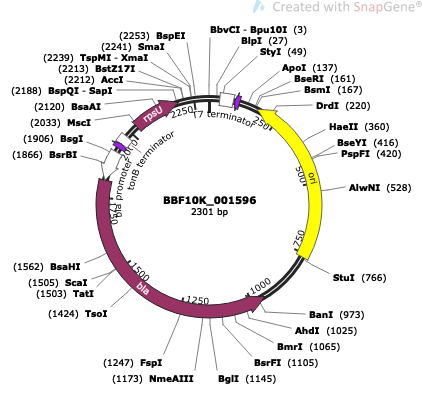 Created with SnapGene®
(2253) BspEI
(2241) SmaI
(2239) TspMI - XmaI
(2213) BstZ17I
(2212) AccI
(2188) BspQI - SapI
(2120) BsaAI
(2033) MscI
(1906) BsgI
(1866) BsrBI
BbvCI - Bpu10I (3)
BlpI (27)
StyI (49)
ApoI (137)
BseRI (161)
BsmI (167)
DrdI (220)
HaeII (360)
BseYI (416)
PspFI (420)
AlwNI (528)
StuI (766)
BanI (973)
AhdI (1025)
BmrI (1065)
BsrFI (1105)
BglI (1145)
(1173) NmeAIII
(1247) FspI
(1424) TsoI
(1503) TatI
(1505) ScaI
(1562) BsaHI
rpsU
T7 terminator
tonB terminator
bla promoter
ori
bla
250
500
750
1000
1250
1500
1750
2000
2250
BBF10K_001596
2301 bp